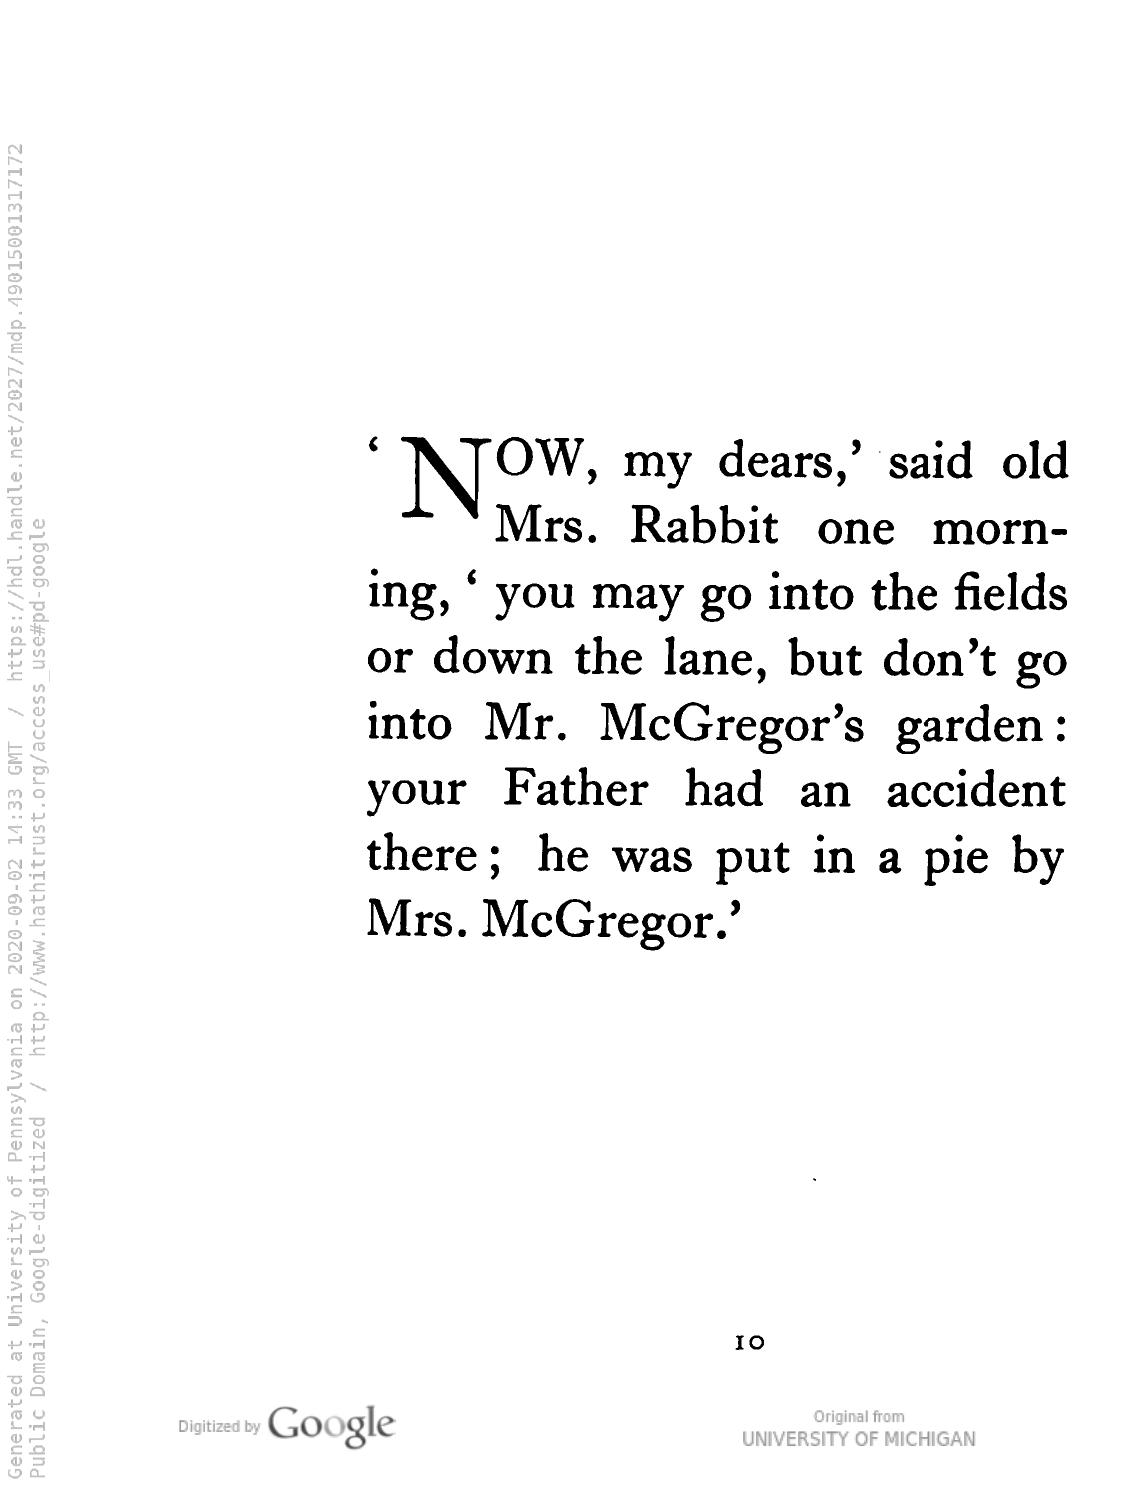 ‘ NOW, my dears,’ said old
Mrs. Rabbit one morn-
ing, ‘ you may go into the fields
or down the lane, but don’t go
into Mr. McGregor’s garden :
your Father had an accident
there ; he was put in a pie by
Mrs. McGregor.’
10
Digitized by Google
Original from
UNIVERSITY OF MICHIGAN
Generated at University of Pennsylvania on 2020-09-02 14:33 GMT / https://hdl.handle.net/2027/mdp.49015001317172
Public Domain, Google-digitized / http://www.hathitrust.org/access_use#pd-google